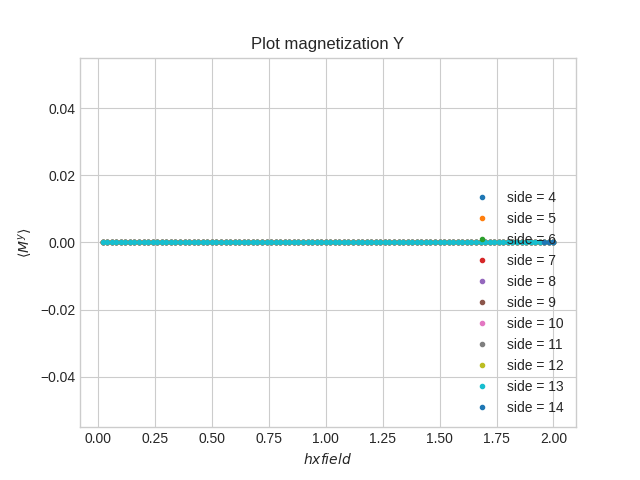 Plot magnetization Y
0.04
0.02
0.00
−0.02
−0.04
⟨M^y⟩
side = 4
side = 5
side = 6
side = 7
side = 8
side = 9
side = 10
side = 11
side = 12
side = 13
side = 14
0.00 0.25 0.50 0.75 1.00 1.25 1.50 1.75 2.00
hxfield